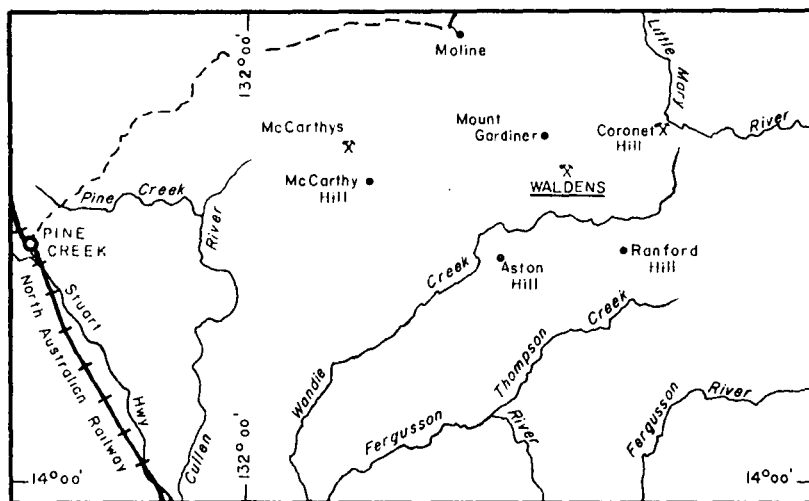 132°00'
Moline
Little
Mary
River
McCarthys
Mount
Gardiner
Coronet
Hill
WALDENS
McCarthy
Hill
Pine Creek
River
PINE
CREEK
Creek
Aston
Hill
Ranford
Hill
Stuart
Hwy
North Australian Railway
Thompson
Creek
Wandie
Fergusson
River
Fergusson
River
Cullen
14°00'
132°00'
14°00'